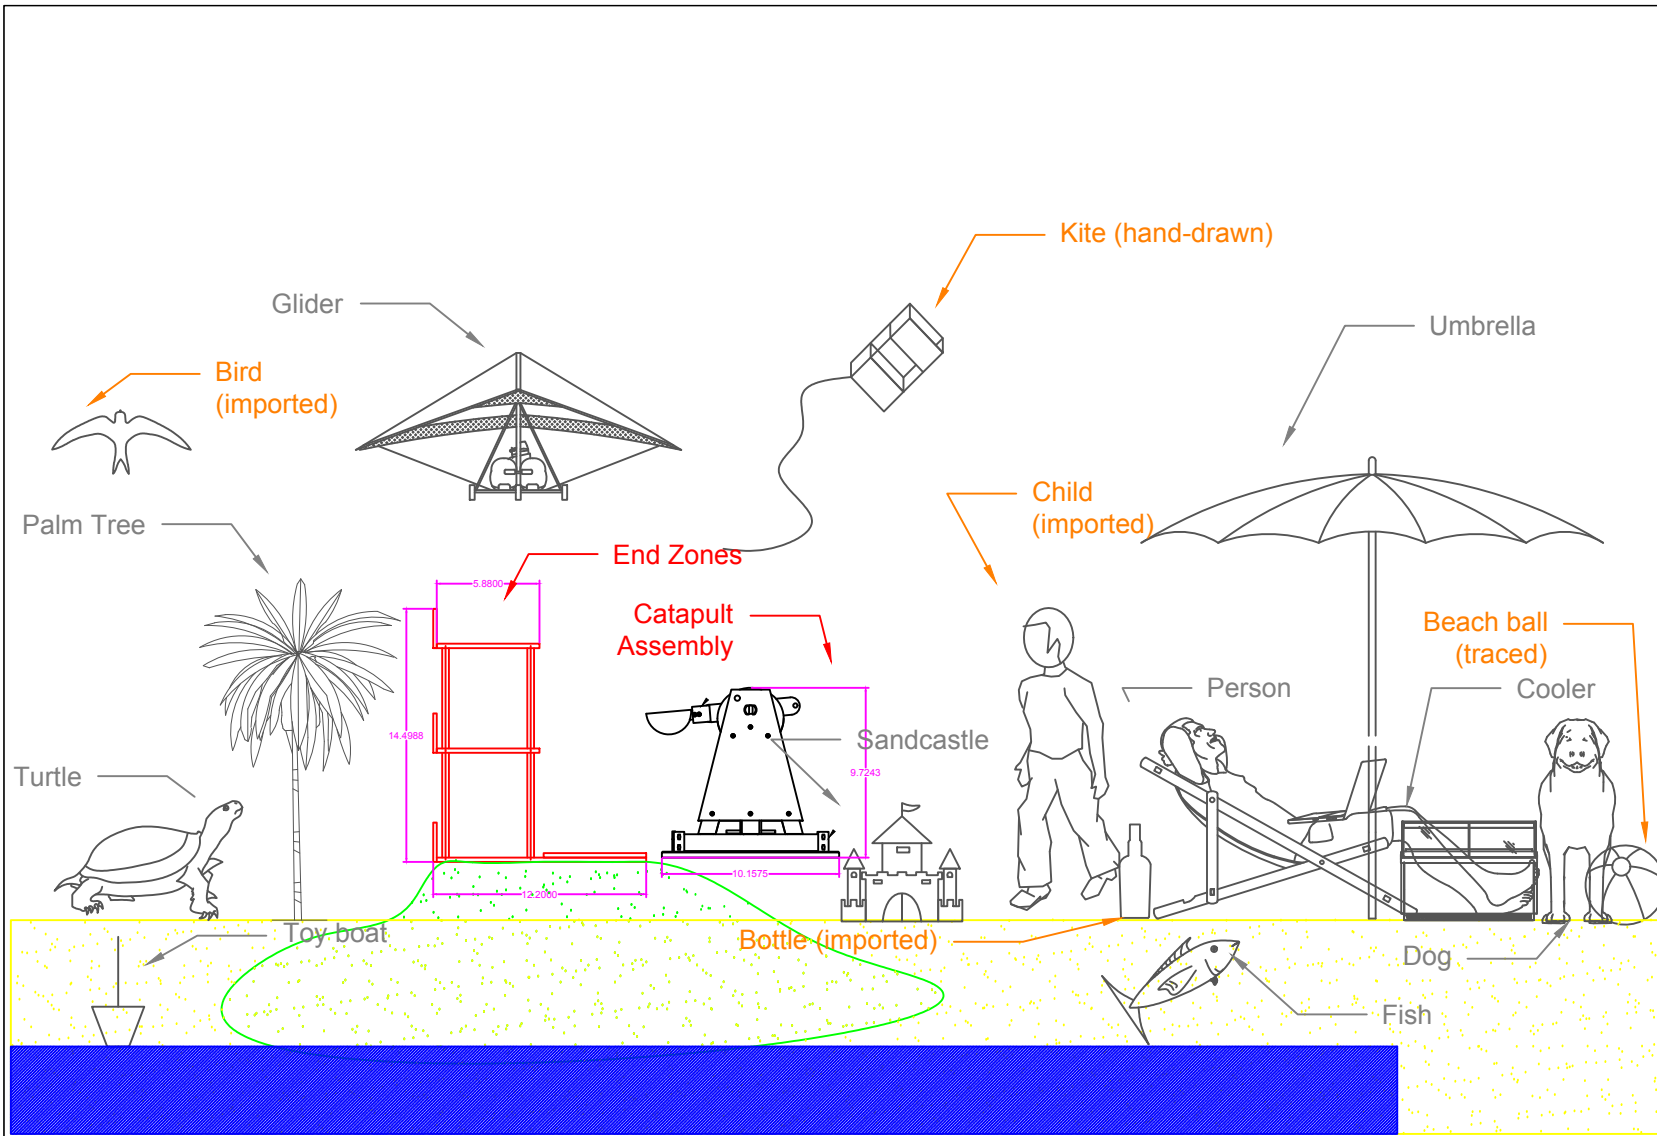 Kite (hand-drawn)
Glider
Umbrella
Bird
(imported)
Child
(imported)
Palm Tree
End Zones
5.8800
Catapult
Assembly
Beach ball
(traced)
Person
Cooler
14.4988
Sandcastle
9.7243
Turtle
10.1575
12.2000
Toy boat
Bottle (imported)
Dog
Fish